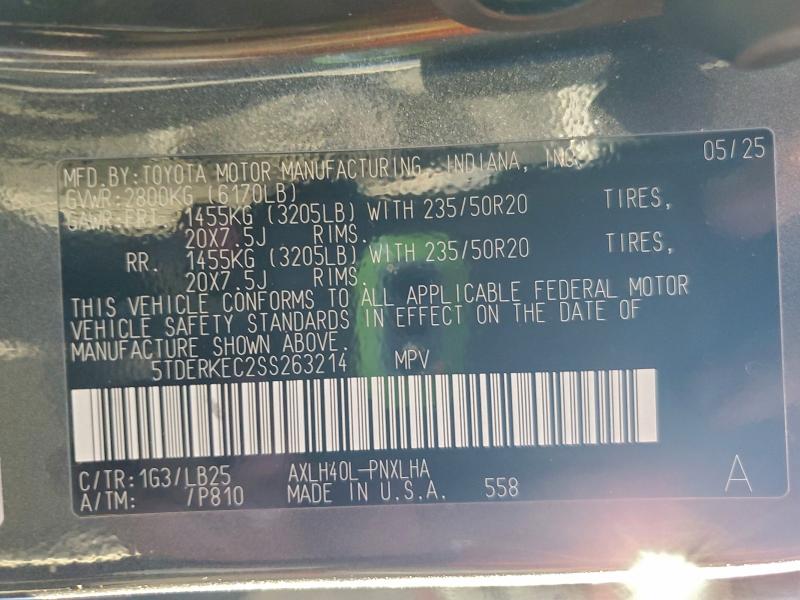 MFD.BY:TOYOTA MOTOR MANUFACTURING, INDIANA, INC. 05/25
GVWR:2800KG (6170LB)
GAWR:FRT. 1455KG (3205LB) WITH 235/50R20 TIRES,
20X7.5J RIMS.
RR. 1455KG (3205LB) WITH 235/50R20 TIRES,
20X7.5J RIMS.
THIS VEHICLE CONFORMS TO ALL APPLICABLE FEDERAL MOTOR
VEHICLE SAFETY STANDARDS IN EFFECT ON THE DATE OF
MANUFACTURE SHOWN ABOVE.
5TDERKEC2SS263214 MPV
C/TR:1G3/LB25 AXLH40L-PNXLHA
A/TM: /P810 MADE IN U.S.A. 558 A